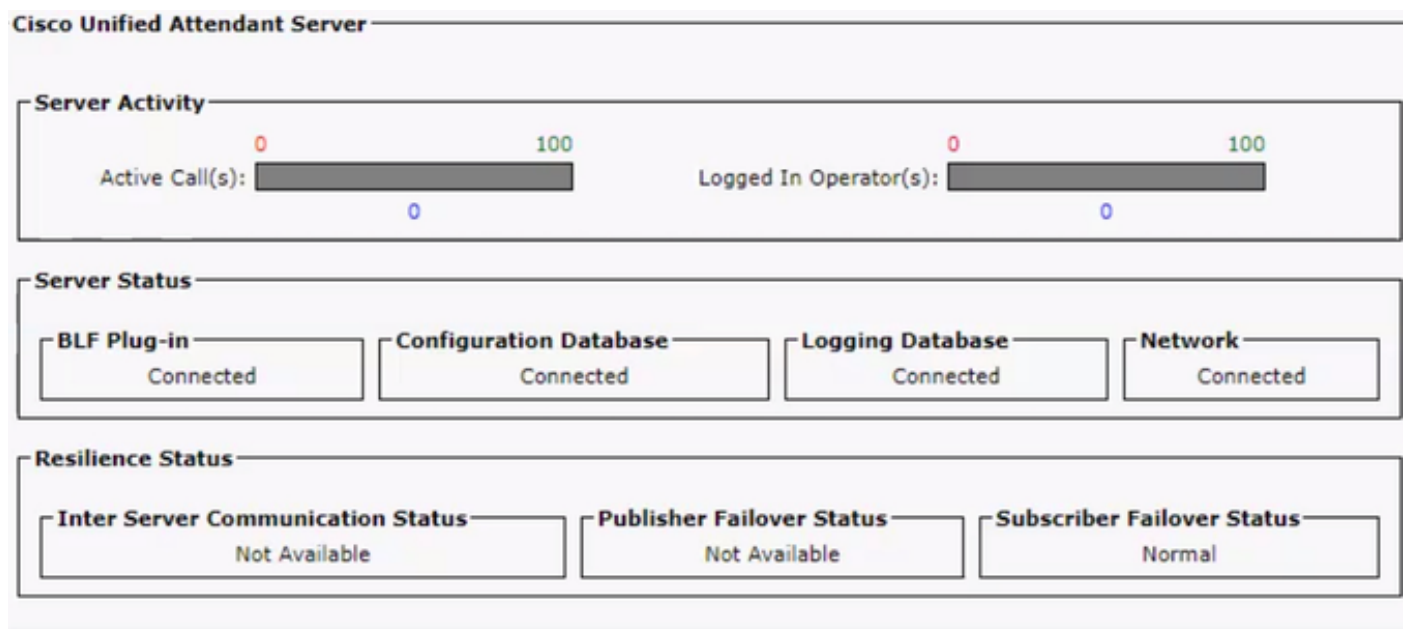 Cisco Unified Attendant Server
Server Activity
0 100 0 100
Active Call(s): Logged In Operator(s):
0 0
Server Status
BLF Plug-in Configuration Database Logging Database Network
Connected Connected Connected Connected
Resilience Status
Inter Server Communication Status Publisher Failover Status Subscriber Failover Status
Not Available Not Available Normal